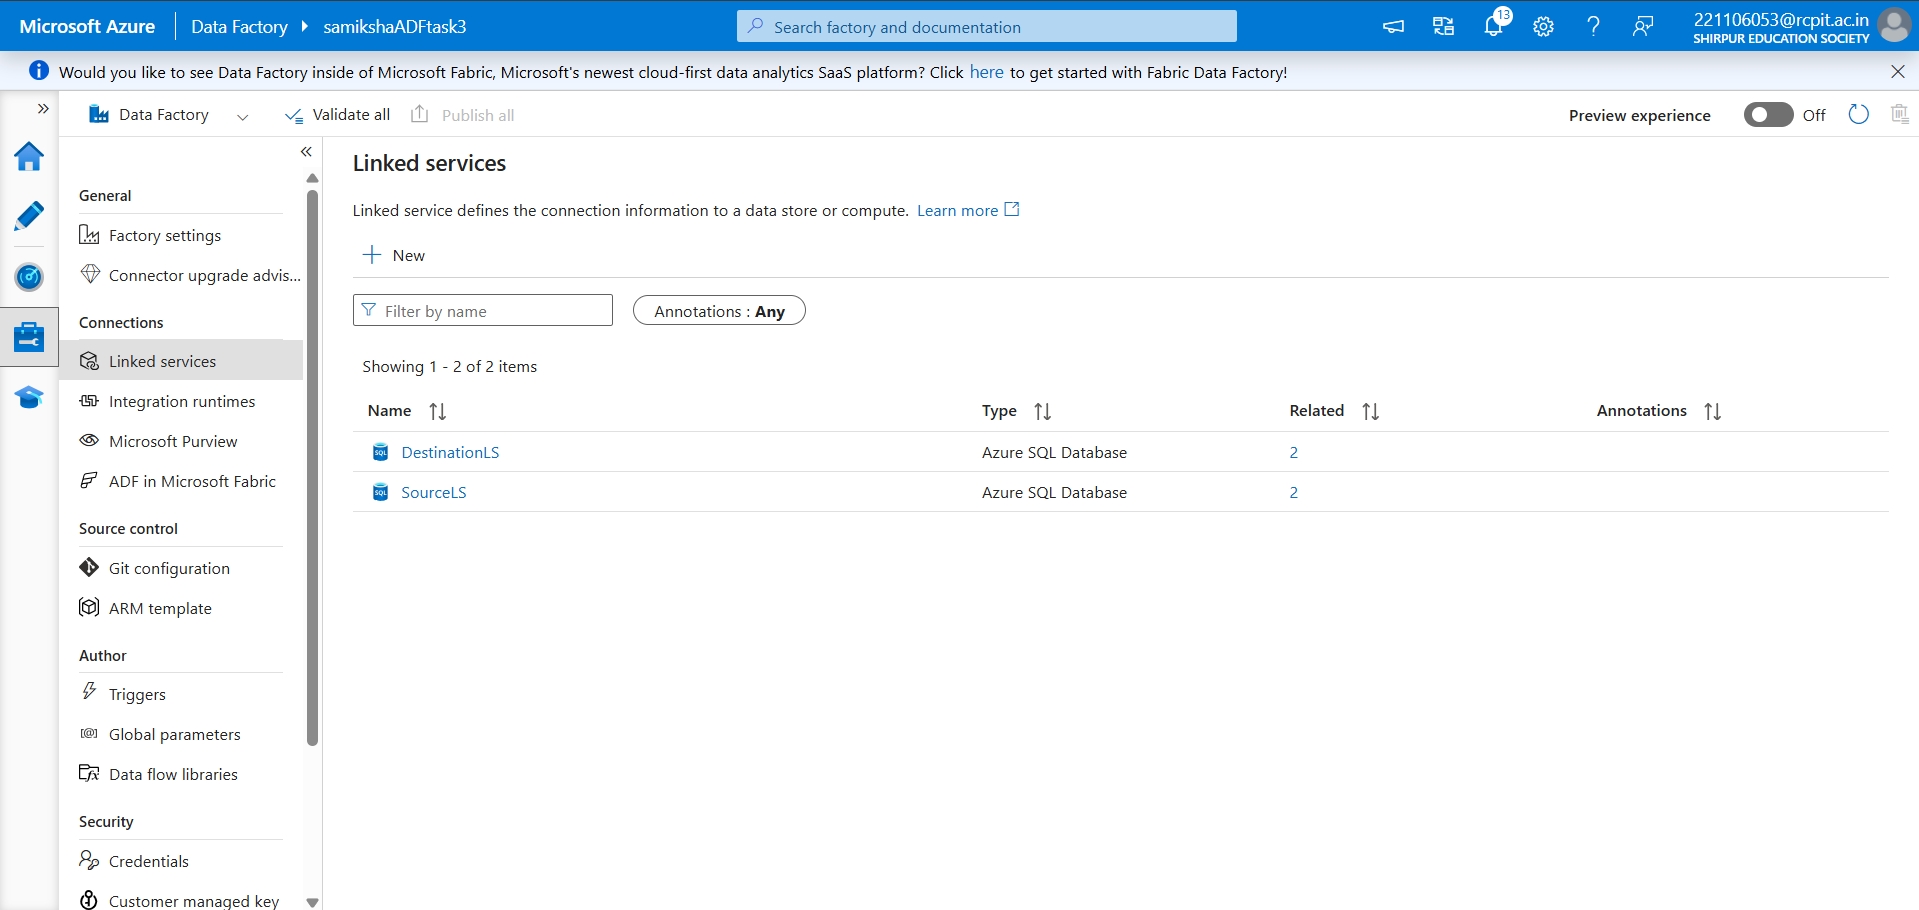 Microsoft Azure
Data Factory
samikshaADFtask3
Search factory and documentation
13
221106053@rcpit.ac.in
SHIRPUR EDUCATION SOCIETY
Would you like to see Data Factory inside of Microsoft Fabric, Microsoft's newest cloud-first data analytics SaaS platform? Click here to get started with Fabric Data Factory!
Data Factory
Validate all
Publish all
Preview experience
Off
General
Factory settings
Connector upgrade advis...
Connections
Linked services
Integration runtimes
Microsoft Purview
ADF in Microsoft Fabric
Source control
Git configuration
ARM template
Author
Triggers
Global parameters
Data flow libraries
Security
Credentials
Customer managed key
Linked services
Linked service defines the connection information to a data store or compute. Learn more
New
Filter by name
Annotations : Any
Showing 1 - 2 of 2 items
Name Type Related Annotations
SQL DestinationLS Azure SQL Database 2
SQL SourceLS Azure SQL Database 2